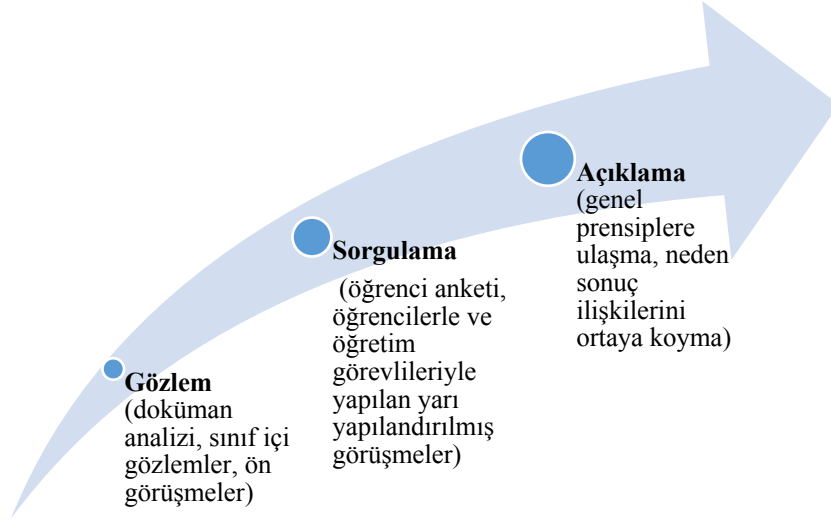 Gözlem
(doküman
analizi, sınıf içi
gözlemler, ön
görüşmeler)
Sorgulama
(öğrenci anketi,
öğrencilerle ve
öğretim
görevlileriyle
yapılan yarı
yapılandırılmış
görüşmeler)
Açıklama
(genel
prensiplere
ulaşma, neden
sonuç
ilişkilerini
ortaya koyma)